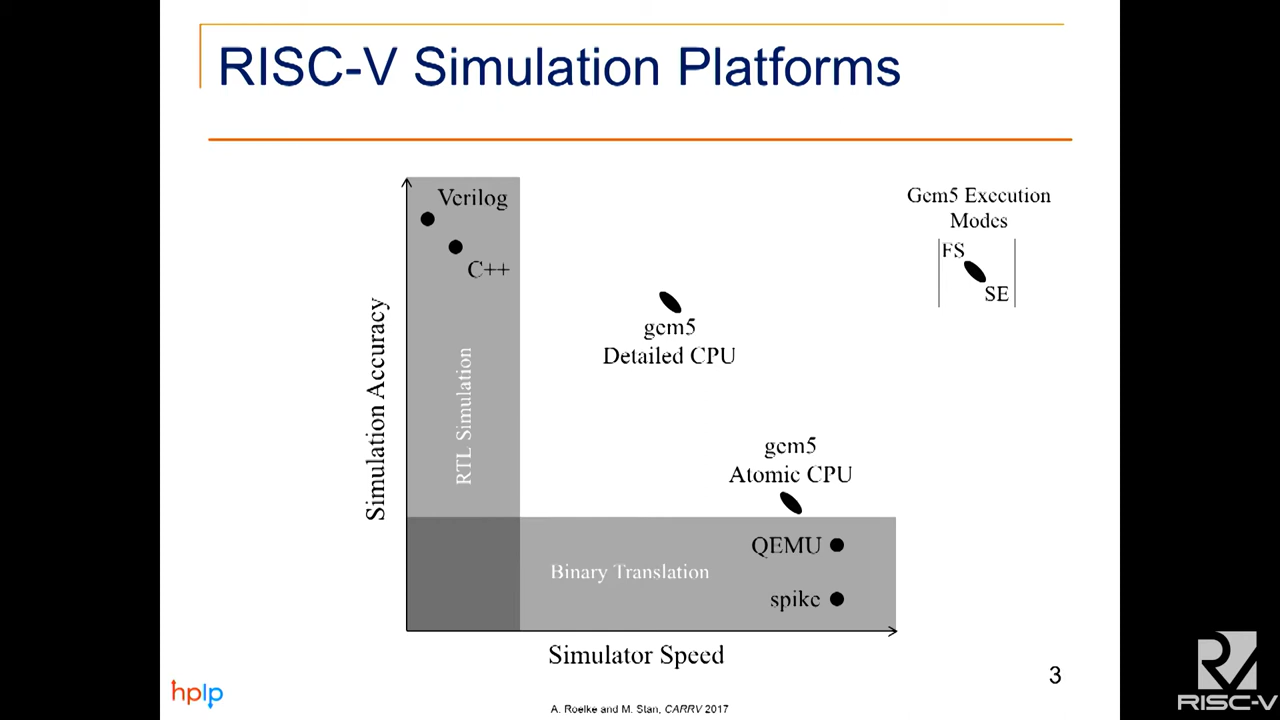 RISC-V Simulation Platforms
Verilog
C++
RTL Simulation
Simulation Accuracy
gem5
Detailed CPU
gem5
Atomic CPU
Gem5 Execution
Modes
FS
SE
QEMU
Binary Translation
spike
Simulator Speed
3
hplp
A. Roelke and M. Stan, CARRV 2017
RV
RISC-V